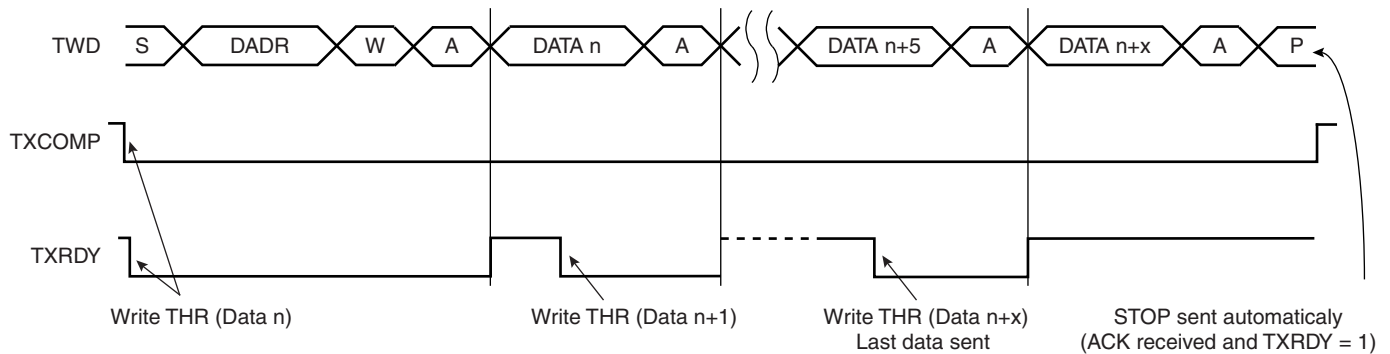 TWD S DADR W A DATA n A DATA n+5 A DATA n+x A P
TXCOMP
TXRDY
Write THR (Data n)
Write THR (Data n+1)
Write THR (Data n+x)
Last data sent
STOP sent automaticaly
(ACK received and TXRDY = 1)